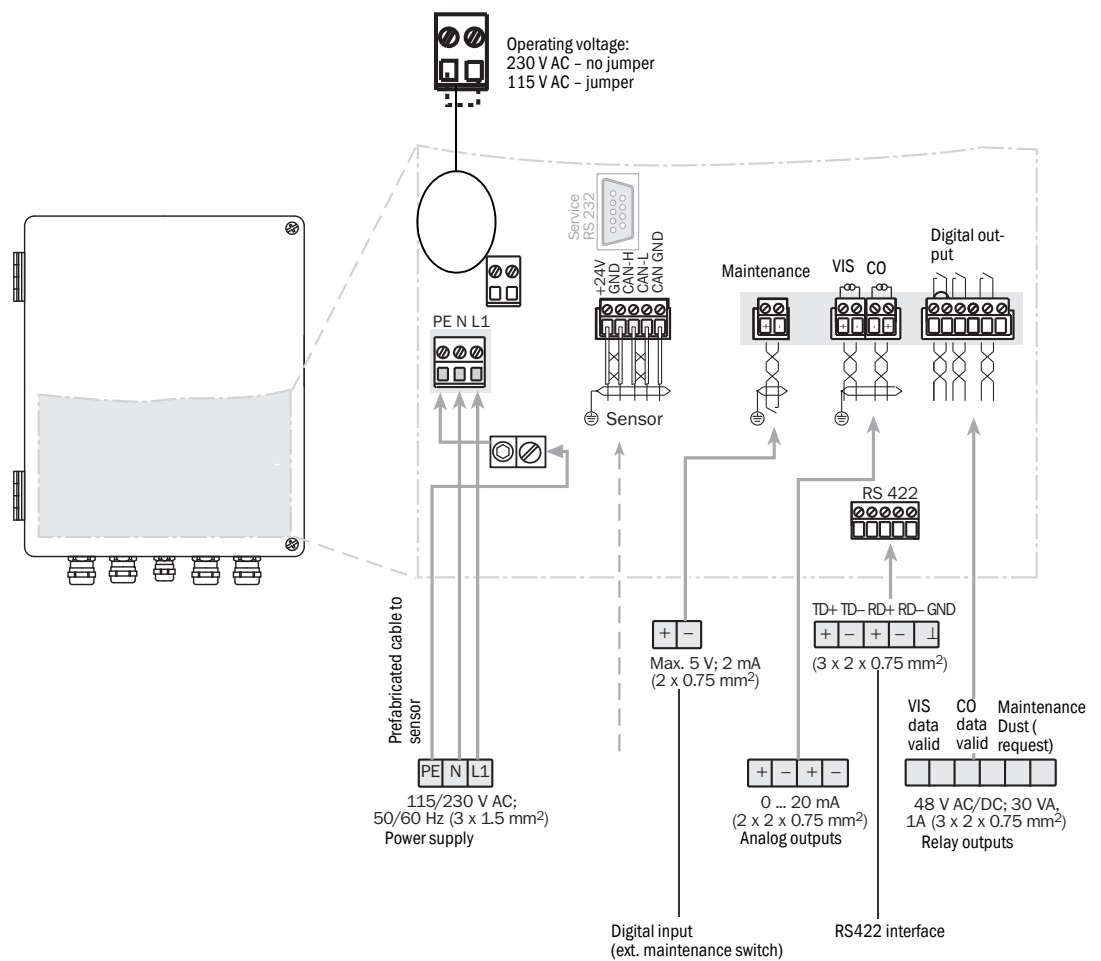 Operating voltage:
230 V AC – no jumper
115 V AC – jumper
Service
RS 232
+24V
GND
CAN-H
CAN-L
CAN GND
Digital out-
put
Maintenance
VIS
CO
PE N L1
+
-
+ - - +
Sensor
RS 422
TD+ TD– RD+ RD– GND
+ – + – ⊥
(3 x 2 x 0.75 mm²)
+ –
Max. 5 V; 2 mA
(2 x 0.75 mm²)
Prefabricated cable to
sensor
VIS
data
valid
CO
data
valid
Maintenance
Dust (
request)
PE N L1
115/230 V AC;
50/60 Hz (3 x 1.5 mm²)
Power supply
+ – + –
0 ... 20 mA
(2 x 2 x 0.75 mm²)
Analog outputs
48 V AC/DC; 30 VA,
1A (3 x 2 x 0.75 mm²)
Relay outputs
Digital input
(ext. maintenance switch)
RS422 interface